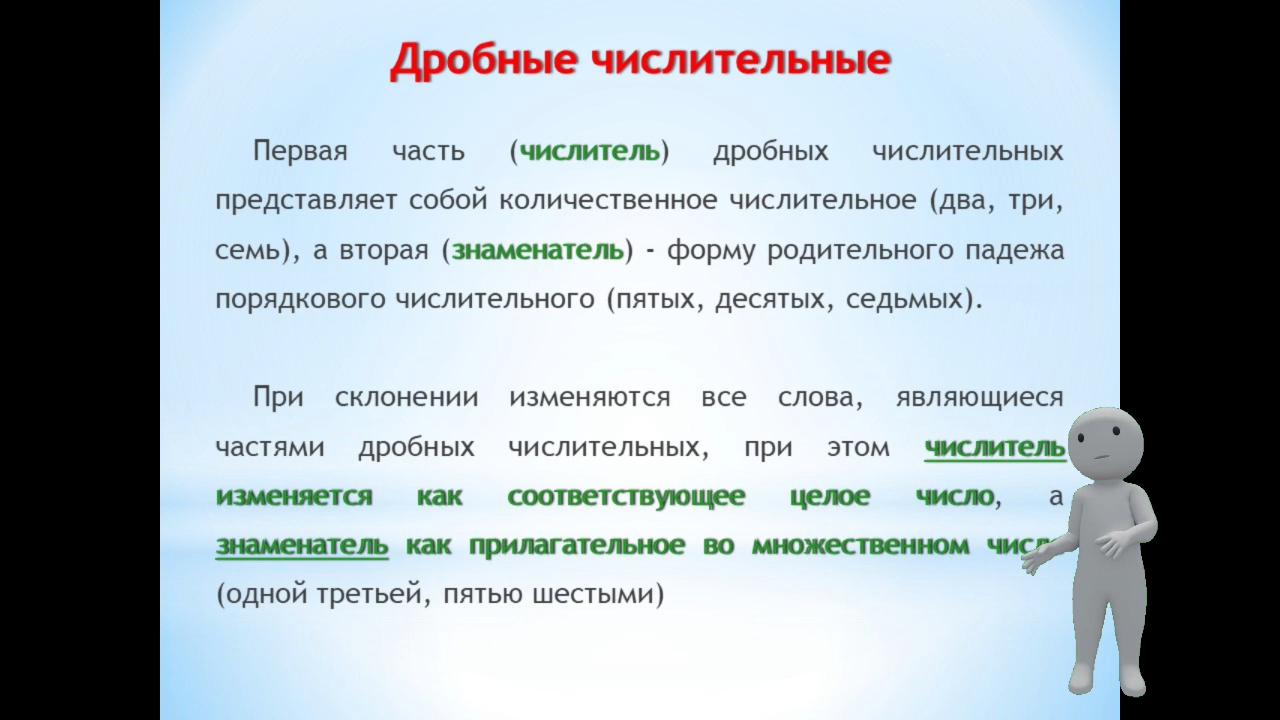 Дробные числительные
Первая часть (числитель) дробных числительных
представляет собой количественное числительное (два, три,
семь), а вторая (знаменатель) - форму родительного падежа
порядкового числительного (пятых, десятых, седьмых).
При склонении изменяются все слова, являющиеся
частями дробных числительных, при этом числитель
изменяется как соответствующее целое число, а
знаменатель как прилагательное во множественном числе
(одной третьей, пятью шестыми)